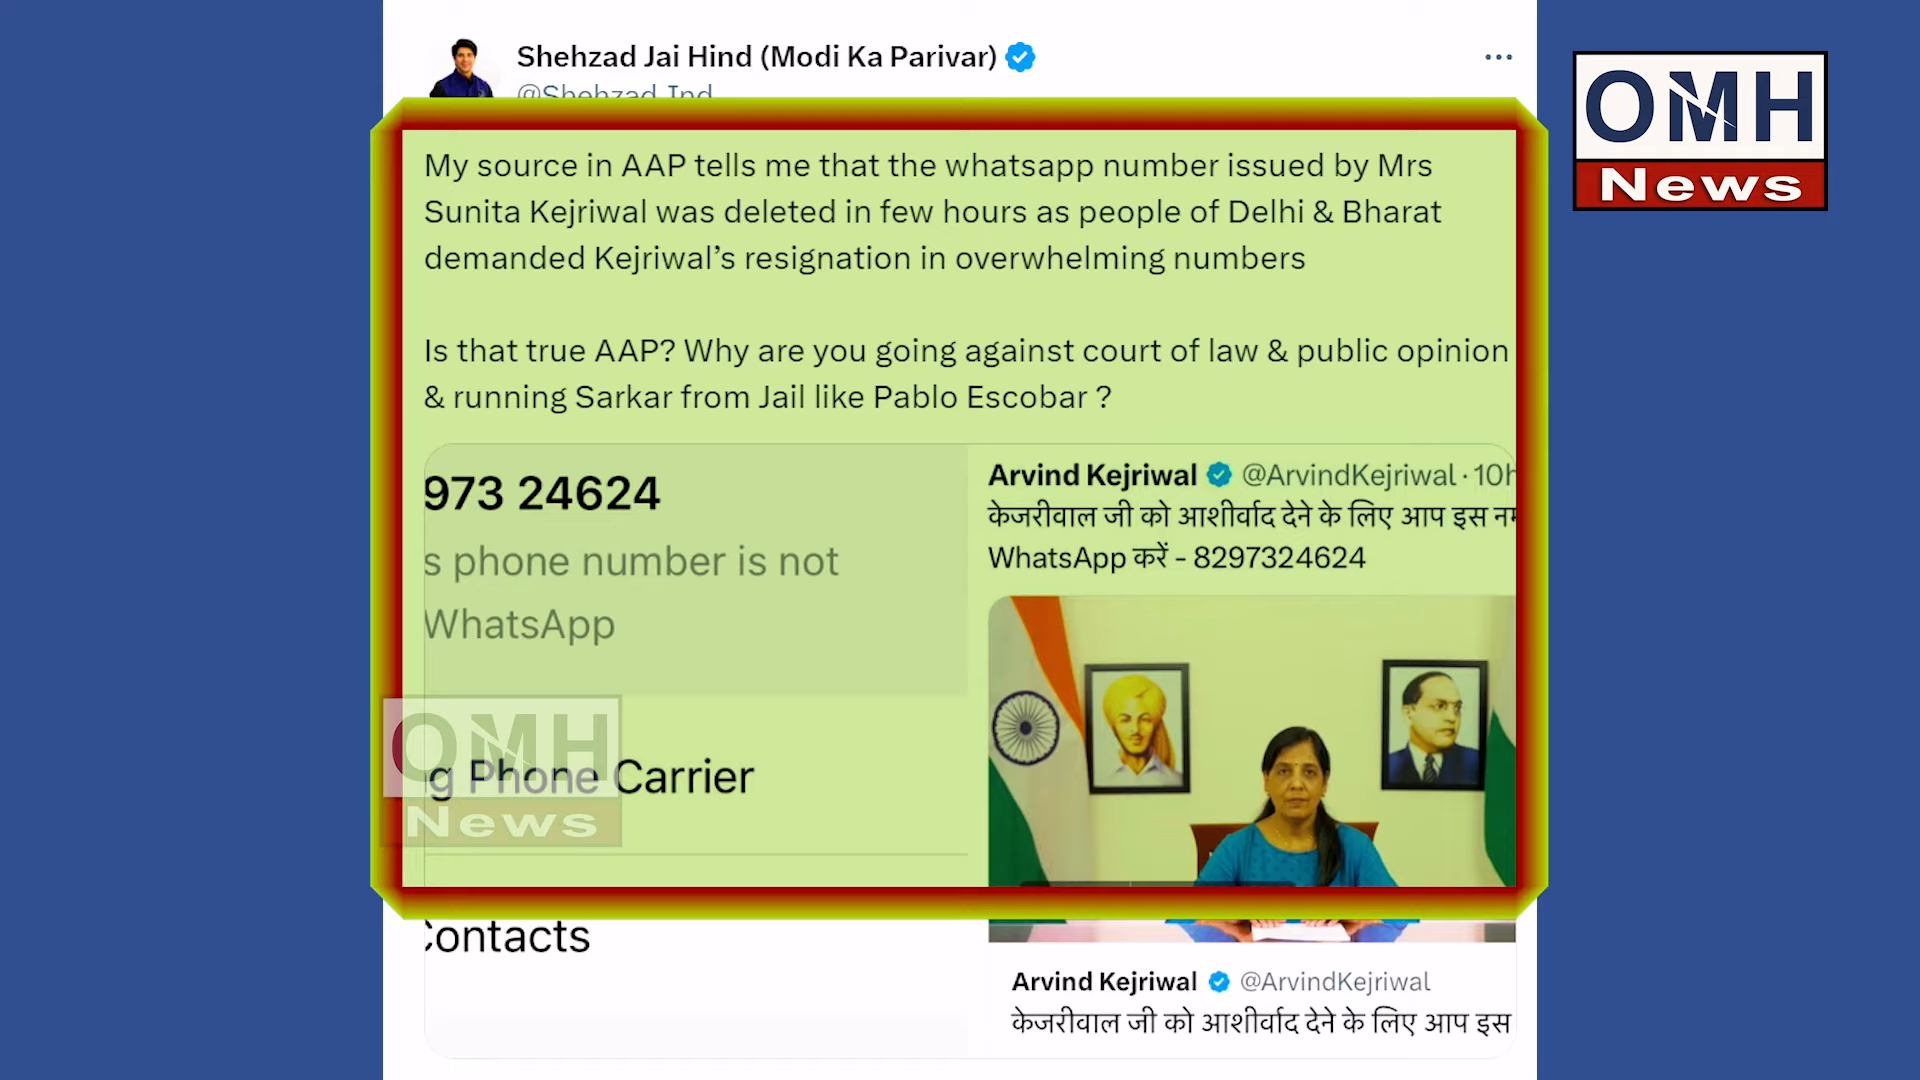 Shehzad Jai Hind (Modi Ka Parivar)
@Shehzad_Ind
OMH
News
My source in AAP tells me that the whatsapp number issued by Mrs
Sunita Kejriwal was deleted in few hours as people of Delhi & Bharat
demanded Kejriwal’s resignation in overwhelming numbers
Is that true AAP? Why are you going against court of law & public opinion
& running Sarkar from Jail like Pablo Escobar ?
973 24624
s phone number is not
WhatsApp
g Phone Carrier
Contacts
OMH
News
Arvind Kejriwal @ArvindKejriwal · 10h
केजरीवाल जी को आशीर्वाद देने के लिए आप इस
WhatsApp करें - 8297324624
Arvind Kejriwal @ArvindKejriwal
केजरीवाल जी को आशीर्वाद देने के लिए आप इस